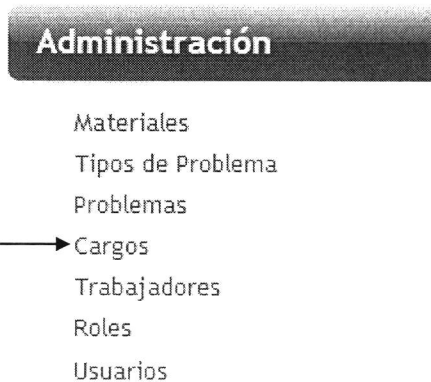 Administración
Materiales
Tipos de Problema
Problemas
Cargos
Trabajadores
Roles
Usuarios